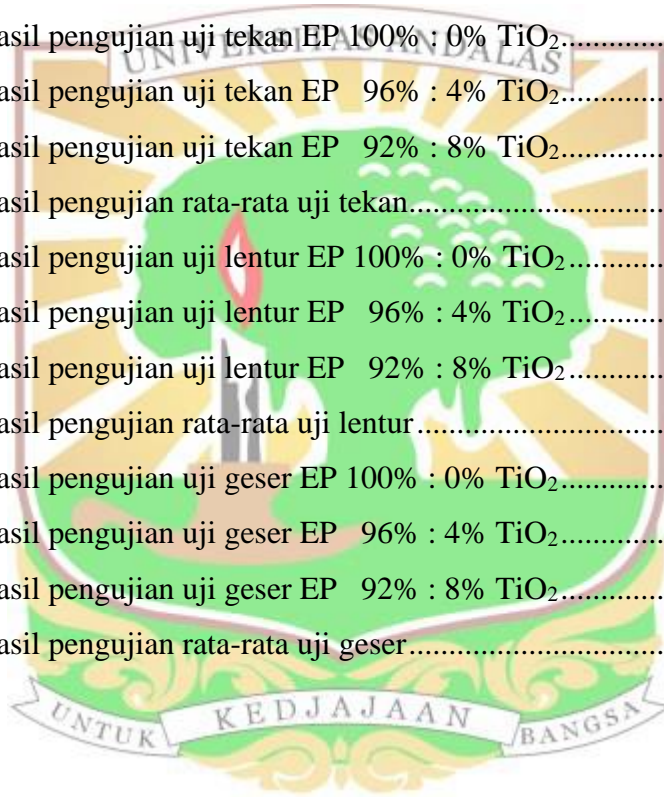 asil pengujian uji tekan EP 100% : 0% TiO₂..............
UNIVERSITAS ANDALAS
asil pengujian uji tekan EP   96% : 4% TiO₂..............
asil pengujian uji tekan EP   92% : 8% TiO₂..............
asil pengujian rata-rata uji tekan..................................
asil pengujian uji lentur EP 100% : 0% TiO₂.............
asil pengujian uji lentur EP   96% : 4% TiO₂.............
asil pengujian uji lentur EP   92% : 8% TiO₂.............
asil pengujian rata-rata uji lentur.................................
asil pengujian uji geser EP 100% : 0% TiO₂..............
asil pengujian uji geser EP   96% : 4% TiO₂..............
asil pengujian uji geser EP   92% : 8% TiO₂..............
asil pengujian rata-rata uji geser..................................
UNTUK KEDJAJAAN BANGSA